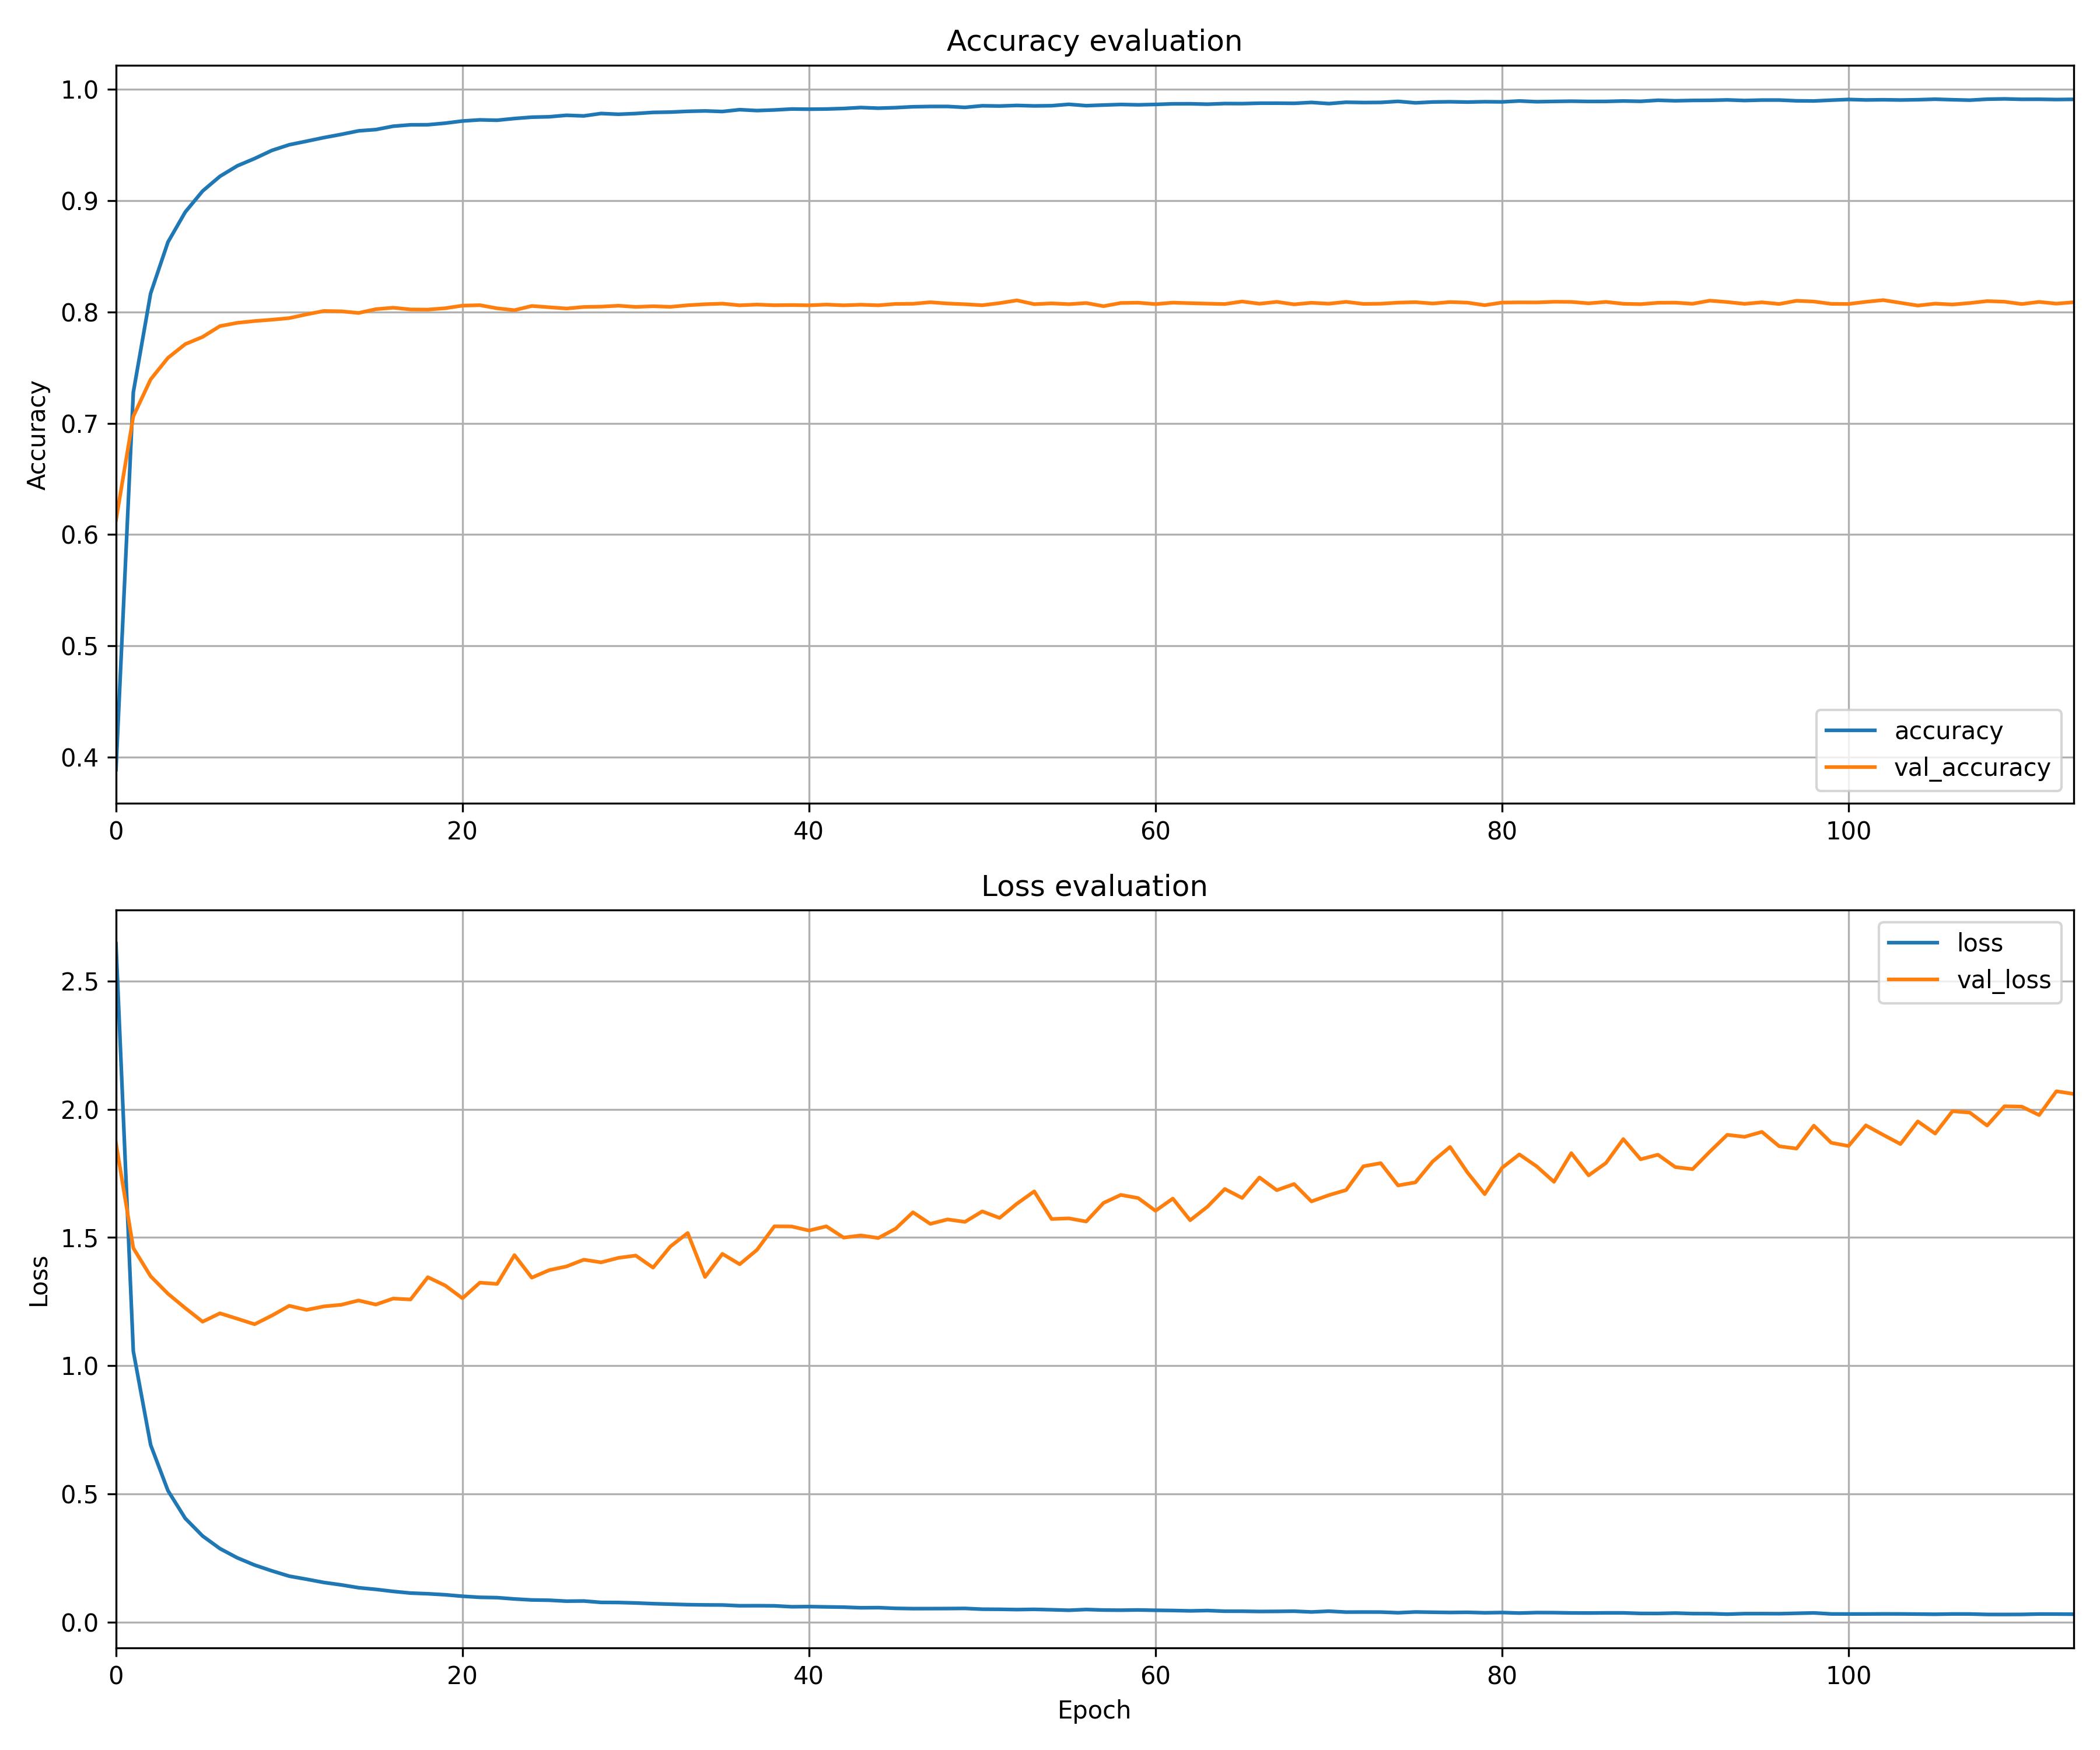 Accuracy evaluation
1.0
0.9
0.8
0.7
0.6
0.5
0.4
Accuracy
accuracy
val_accuracy
0 20 40 60 80 100
Loss evaluation
2.5
2.0
1.5
1.0
0.5
0.0
Loss
loss
val_loss
0 20 40 60 80 100
Epoch